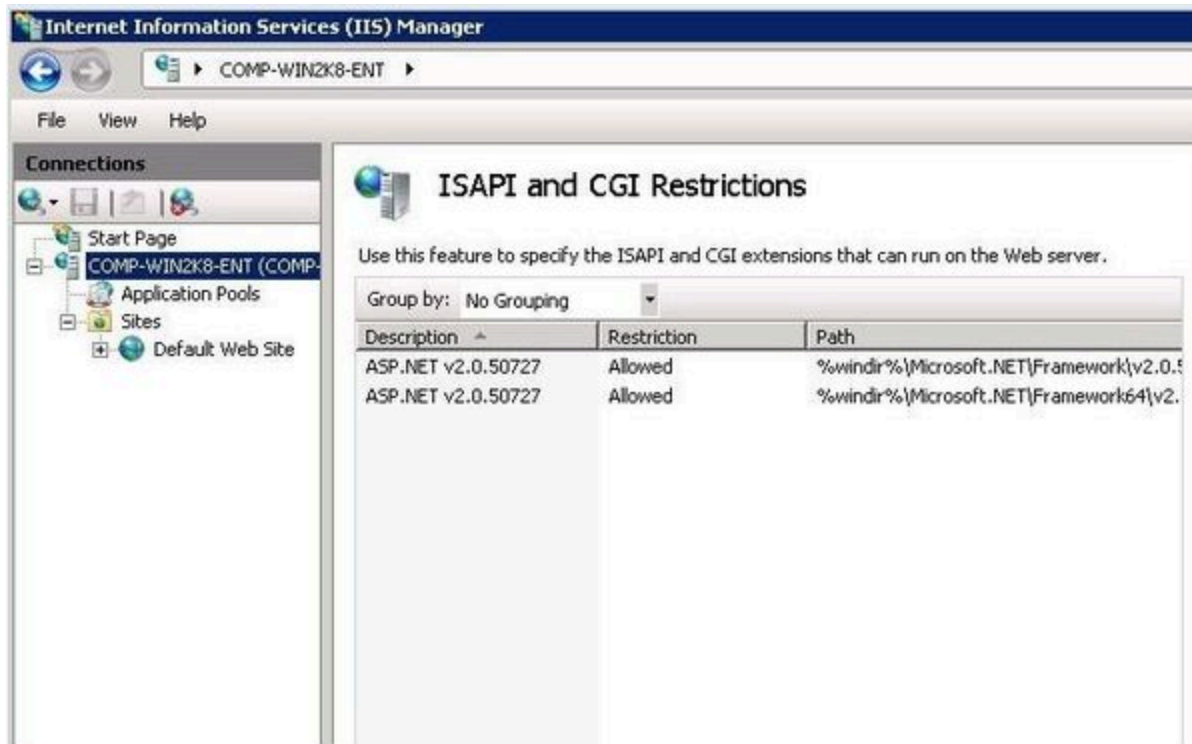 Internet Information Services (IIS) Manager
COMP-WIN2K8-ENT
File View Help
Connections
Start Page
COMP-WIN2K8-ENT (COMP-
Application Pools
Sites
Default Web Site
ISAPI and CGI Restrictions
Use this feature to specify the ISAPI and CGI extensions that can run on the Web server.
Group by: No Grouping
Description Restriction Path
ASP.NET v2.0.50727 Allowed %windir%\Microsoft.NET\Framework\v2.0.5
ASP.NET v2.0.50727 Allowed %windir%\Microsoft.NET\Framework64\v2.